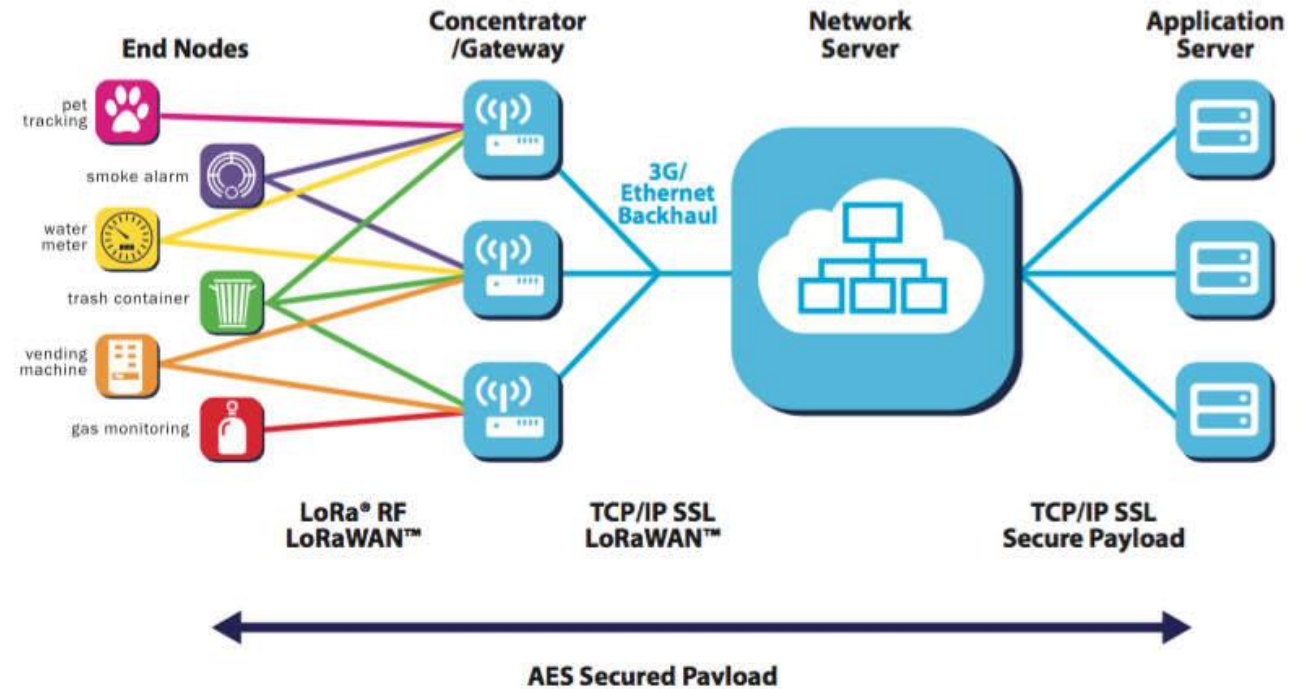 End Nodes
Concentrator
/Gateway
Network
Server
Application
Server
pet
tracking
smoke alarm
water
meter
trash container
vending
machine
gas monitoring
3G/
Ethernet
Backhaul
LoRa® RF
LoRaWAN™
TCP/IP SSL
LoRaWAN™
TCP/IP SSL
Secure Payload
AES Secured Payload